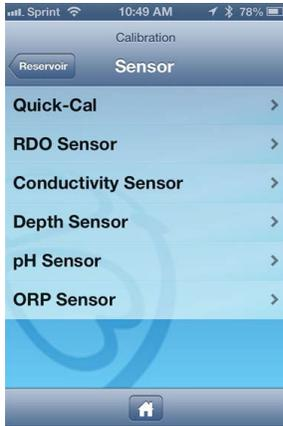 Sprint 10:49 AM 78%
Calibration
Reservoir Sensor
Quick-Cal
RDO Sensor
Conductivity Sensor
Depth Sensor
pH Sensor
ORP Sensor